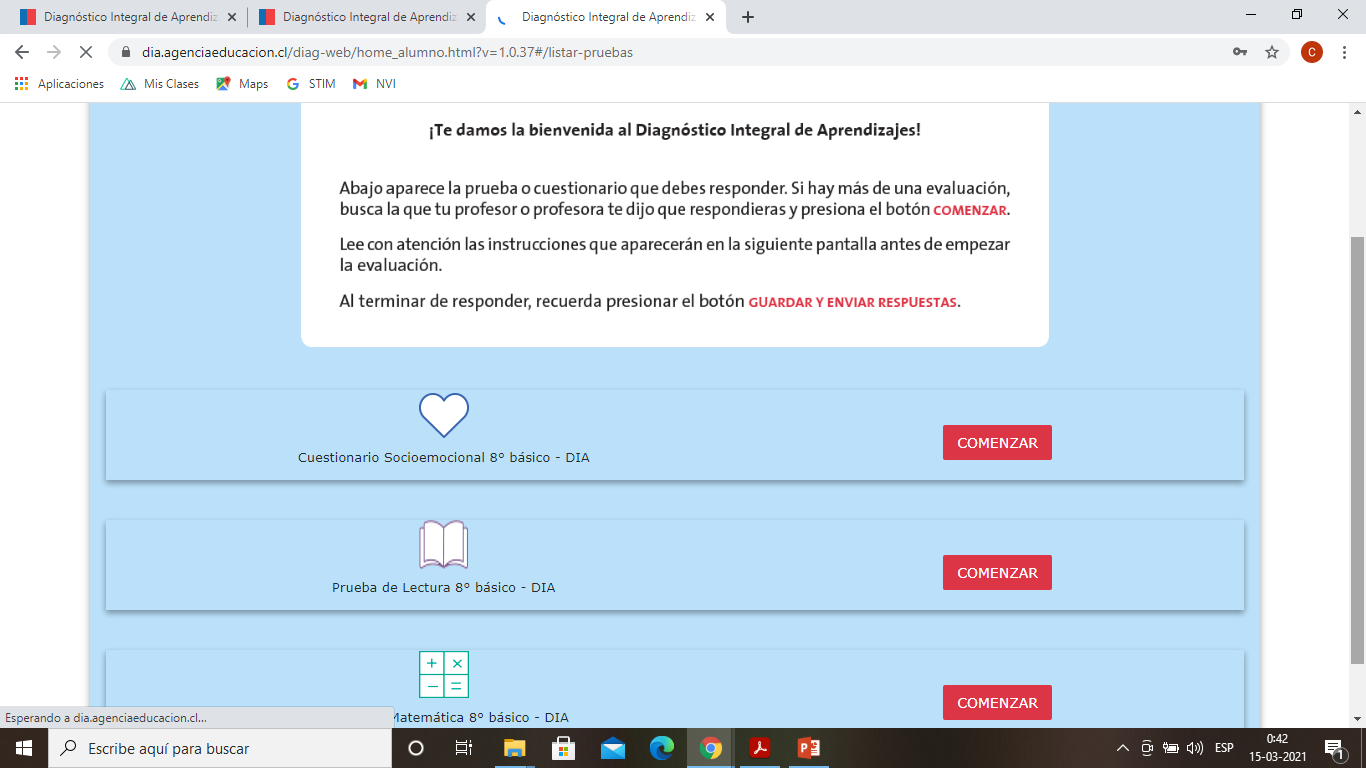 Diagnóstico Integral de Aprendiz
Diagnóstico Integral de Aprendiz
Diagnóstico Integral de Aprendiz
dia.agenciaeducacion.cl/diag-web/home_alumno.html?v=1.0.37#/listar-pruebas
C
Aplicaciones
Mis Clases
Maps
STIM
NVI
¡Te damos la bienvenida al Diagnóstico Integral de Aprendizajes!
Abajo aparece la prueba o cuestionario que debes responder. Si hay más de una evaluación,
busca la que tu profesor o profesora te dijo que respondieras y presiona el botón COMENZAR.
Lee con atención las instrucciones que aparecerán en la siguiente pantalla antes de empezar
la evaluación.
Al terminar de responder, recuerda presionar el botón GUARDAR Y ENVIAR RESPUESTAS.
Cuestionario Socioemocional 8° básico - DIA
COMENZAR
Prueba de Lectura 8° básico - DIA
COMENZAR
Matemática 8° básico - DIA
COMENZAR
Esperando a dia.agenciaeducacion.cl...
Escribe aquí para buscar
ESP
0:42
15-03-2021
1